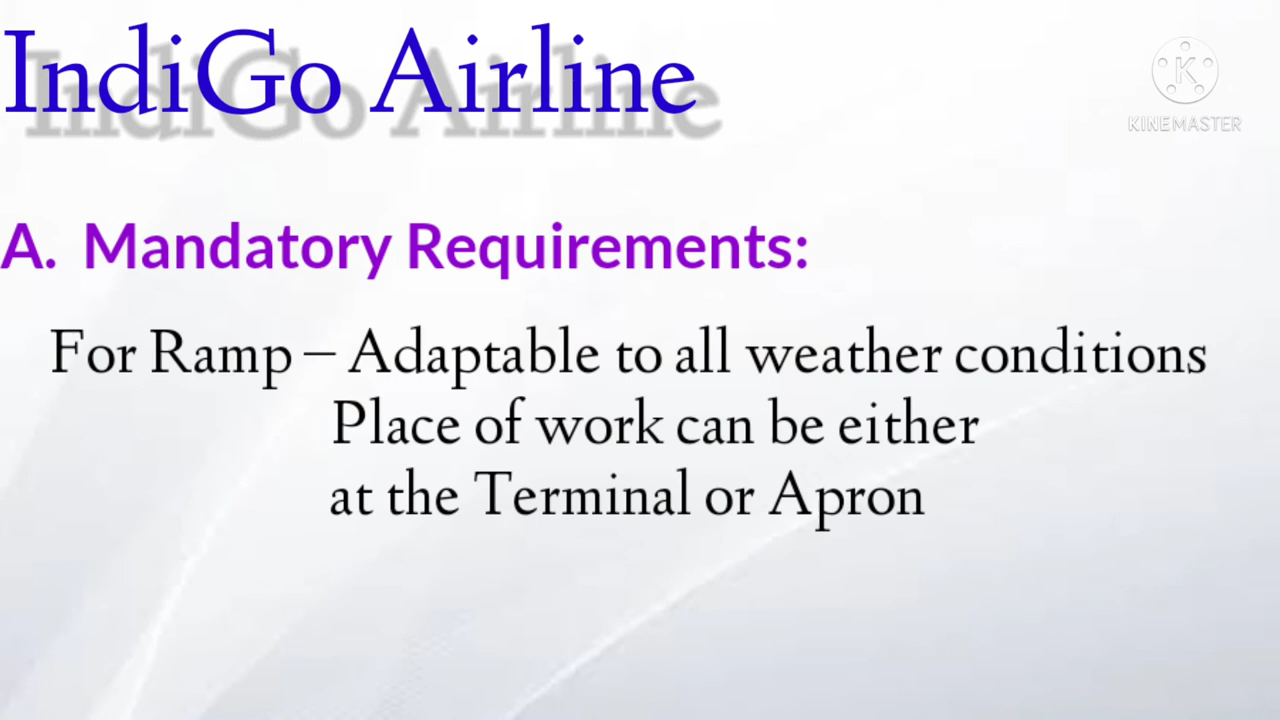 IndiGo Airline
K
KINEMASTER
A. Mandatory Requirements:
For Ramp – Adaptable to all weather conditions
Place of work can be either
at the Terminal or Apron